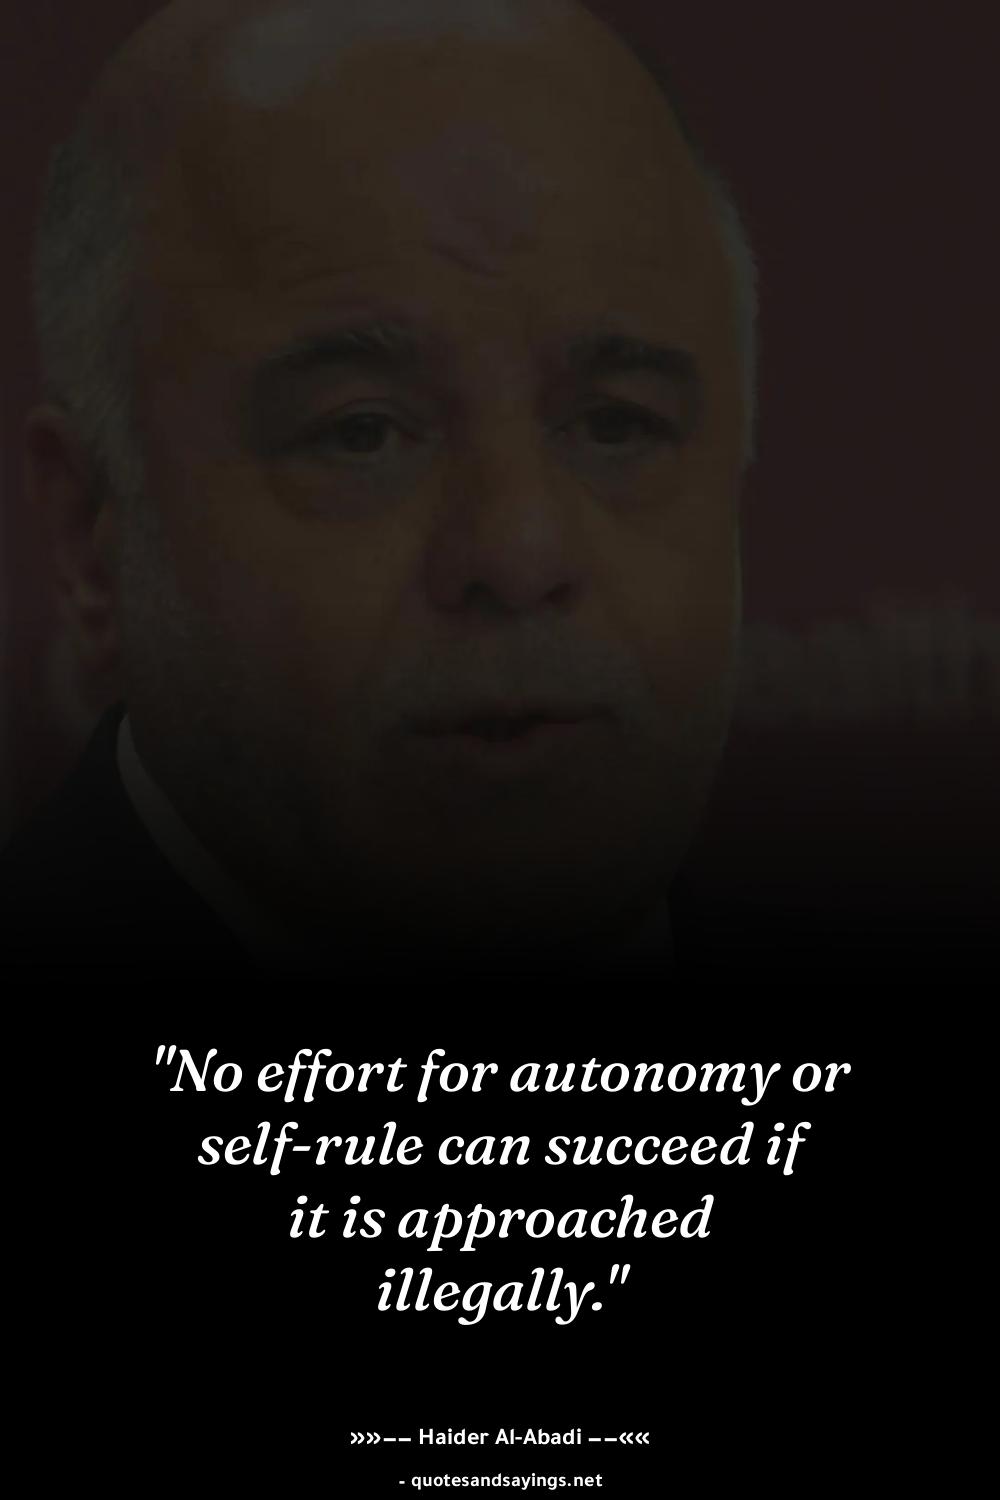 "No effort for autonomy or
self-rule can succeed if
it is approached
illegally."
»»−− Haider Al-Abadi −−««
- quotesandsayings.net